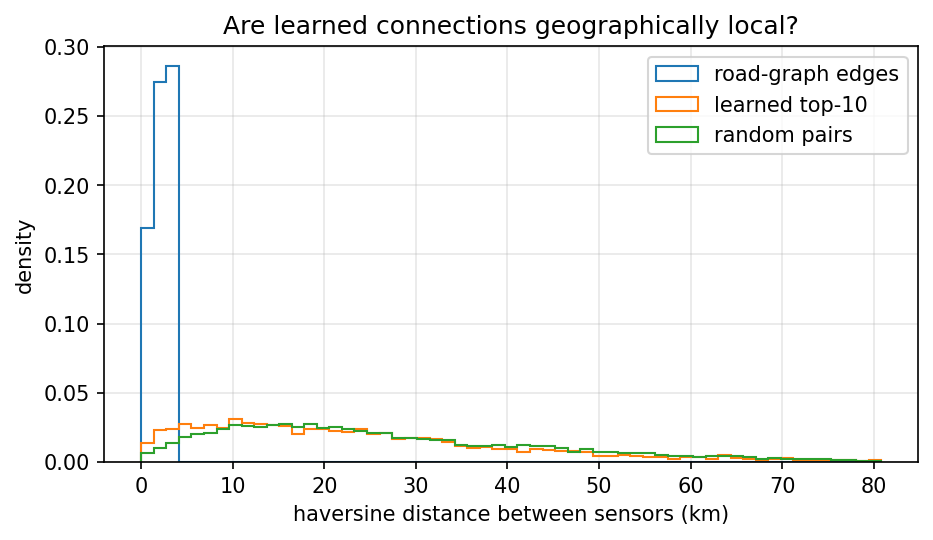 Are learned connections geographically local?
0.30
0.25
0.20
0.15
0.10
0.05
0.00
density
road-graph edges
learned top-10
random pairs
0 10 20 30 40 50 60 70 80
haversine distance between sensors (km)